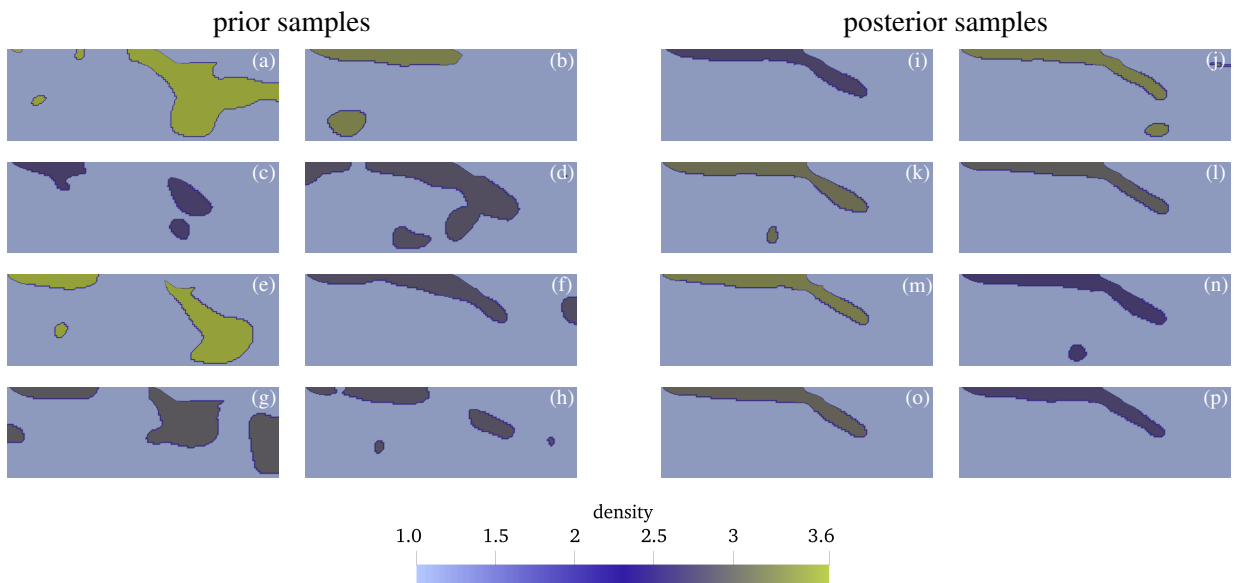 prior samples posterior samples
(a) (b) (i) (j)
(c) (d) (k) (l)
(e) (f) (m) (n)
(g) (h) (o) (p)
density
1.0 1.5 2 2.5 3 3.6